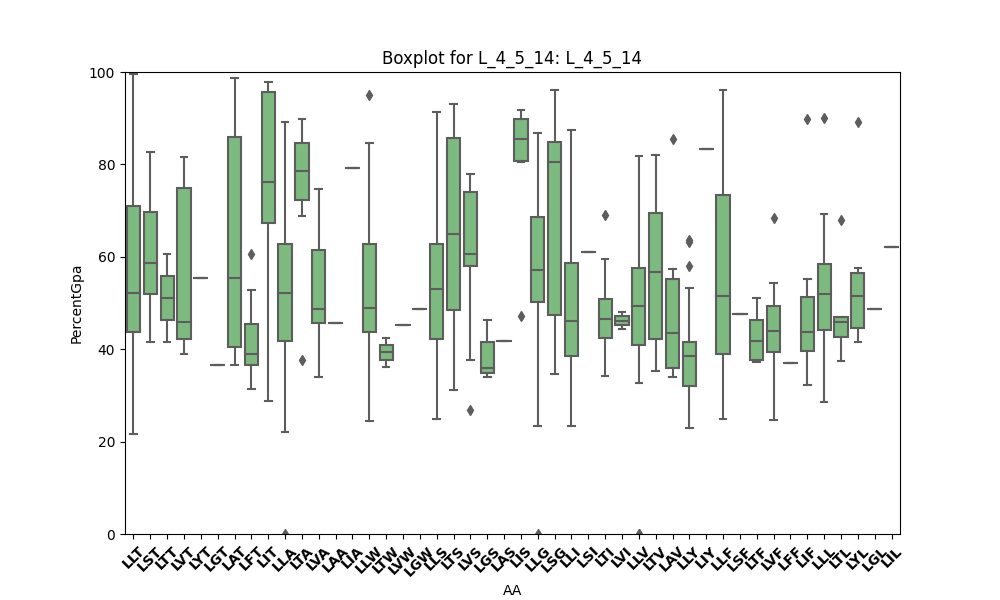 Boxplot for L_4_5_14: L_4_5_14
100
80
60
40
20
0
PercentGpa
LLT LST LTT LVT LYT LGT LAT LFT LIT LLA LTA LVA LAA LIA LLW LTW LVW LGW LLS LTS LVS LGS LAS LIS LLG LSG LLI LSI LTI LVI LLV LTV LAV LLY LIY LLF LSF LTF LVF LFF LIF LLL LTL LYL LGL LIL
AA